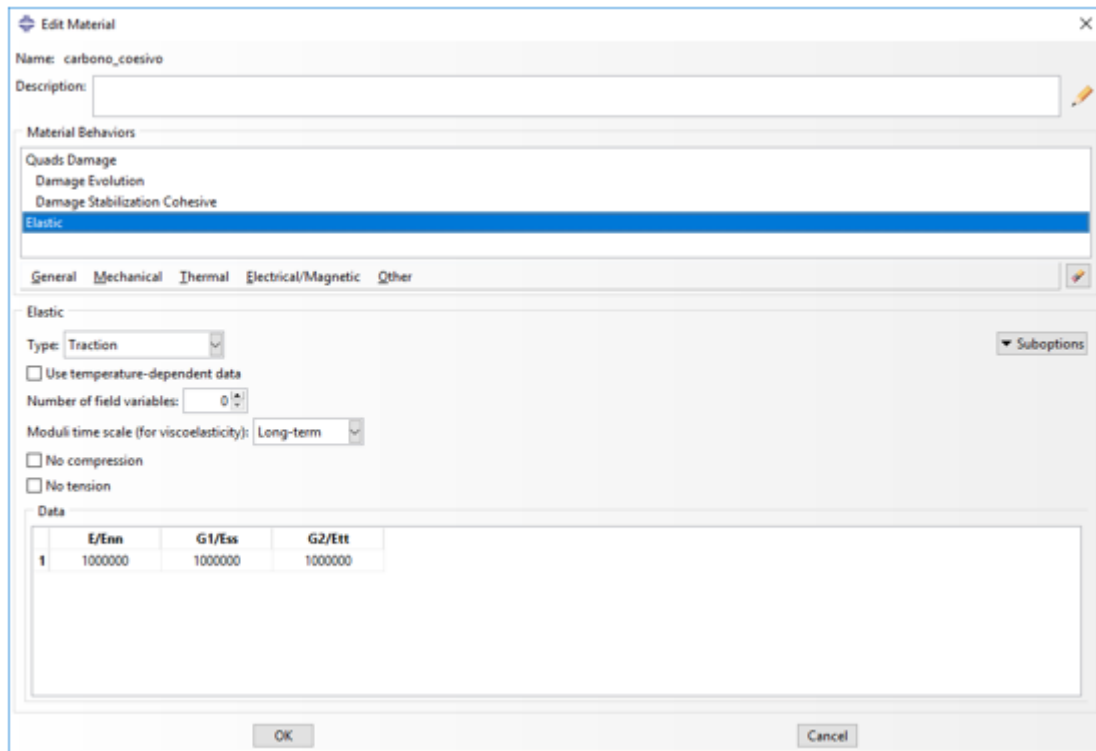 Edit Material
Name: carbono_coesivo
Description:
Material Behaviors
Quads Damage
Damage Evolution
Damage Stabilization Cohesive
Elastic
General Mechanical Thermal Electrical/Magnetic Other
Elastic
Type: Traction
Suboptions
Use temperature-dependent data
Number of field variables: 0
Moduli time scale (for viscoelasticity): Long-term
No compression
No tension
Data
E/Enn G1/Ess G2/Ett
1 1000000 1000000 1000000
OK Cancel